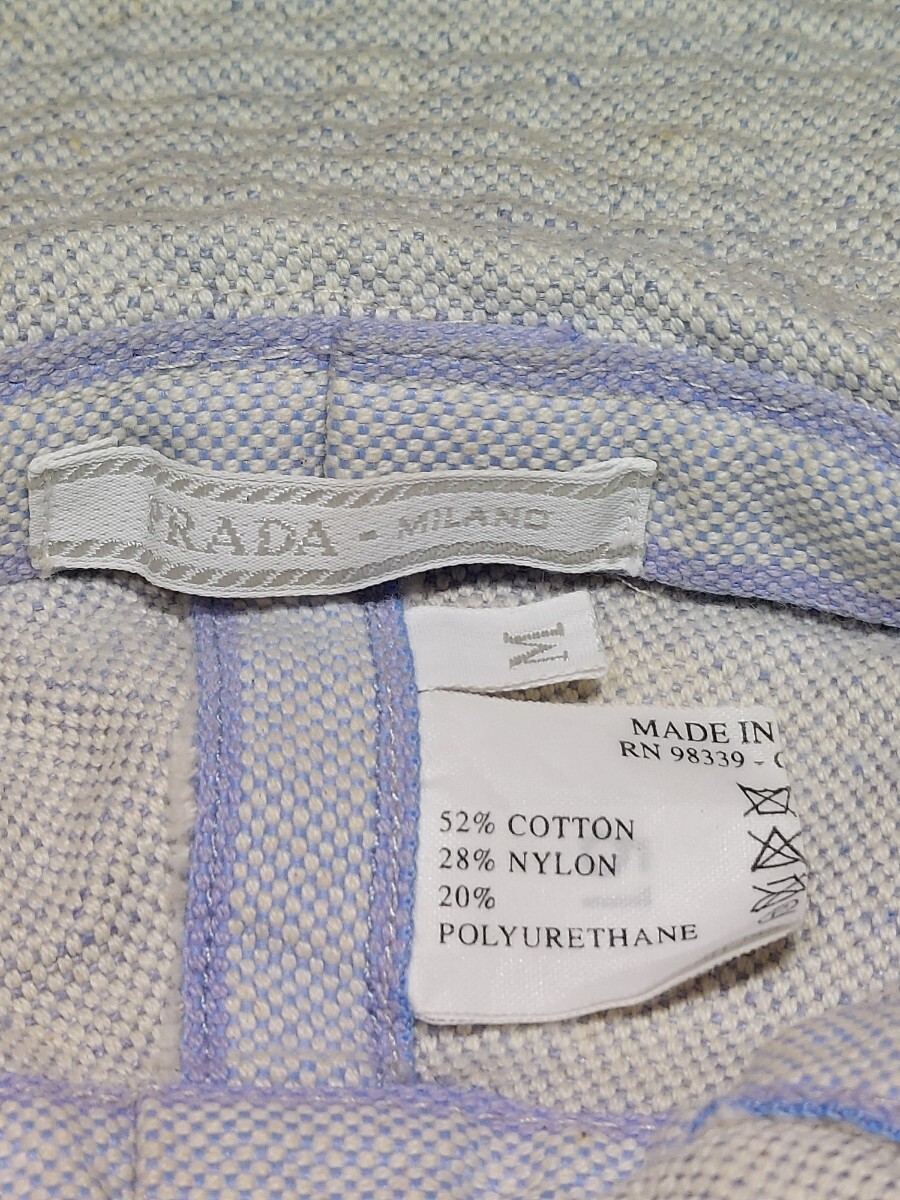 PRADA - MILANO
M
MADE IN
RN 98339 - C
52% COTTON
28% NYLON
20%
POLYURETHANE